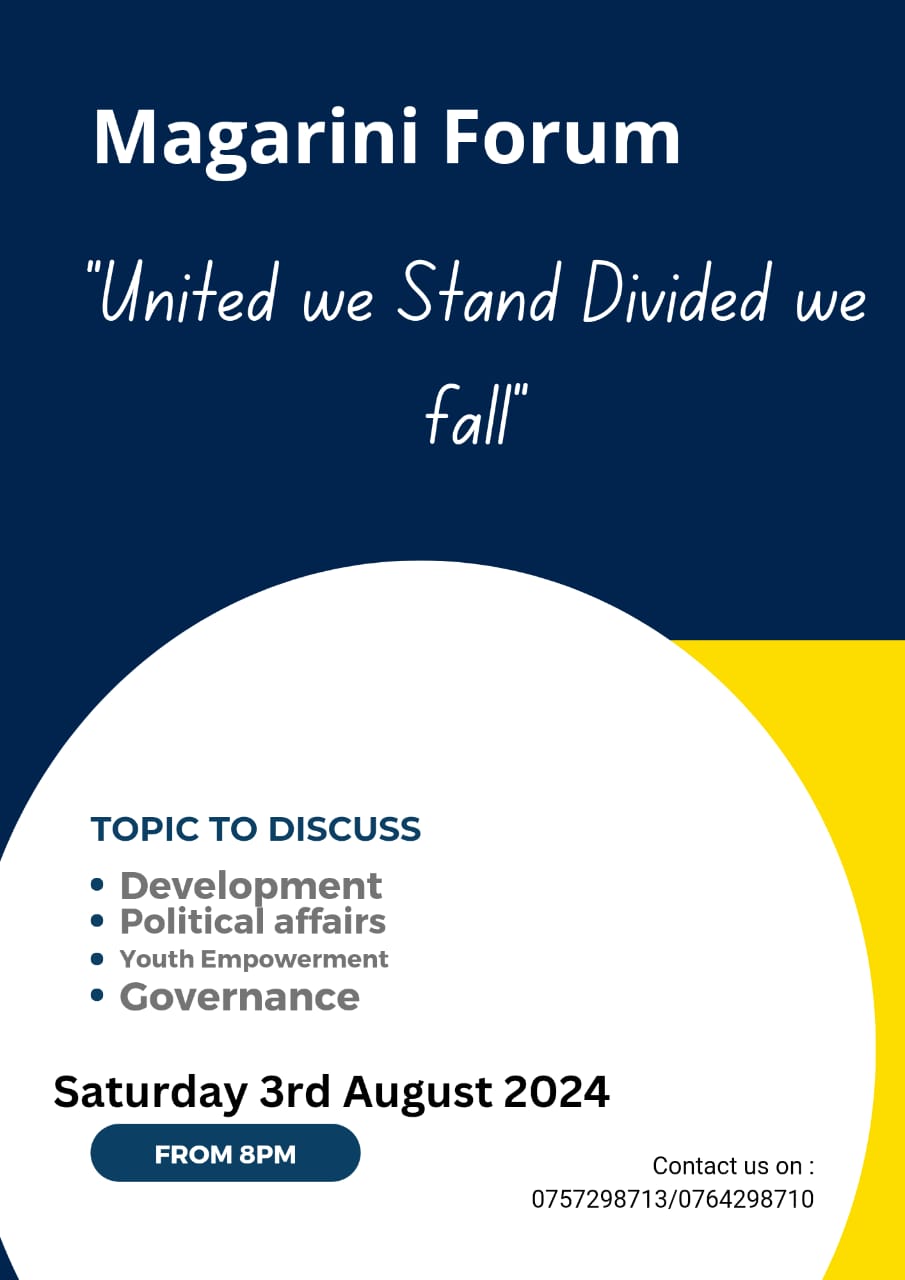 Magarini Forum
"United we Stand Divided we
fall"
TOPIC TO DISCUSS
• Development
• Political affairs
• Youth Empowerment
• Governance
Saturday 3rd August 2024
FROM 8PM
Contact us on :
0757298713/0764298710